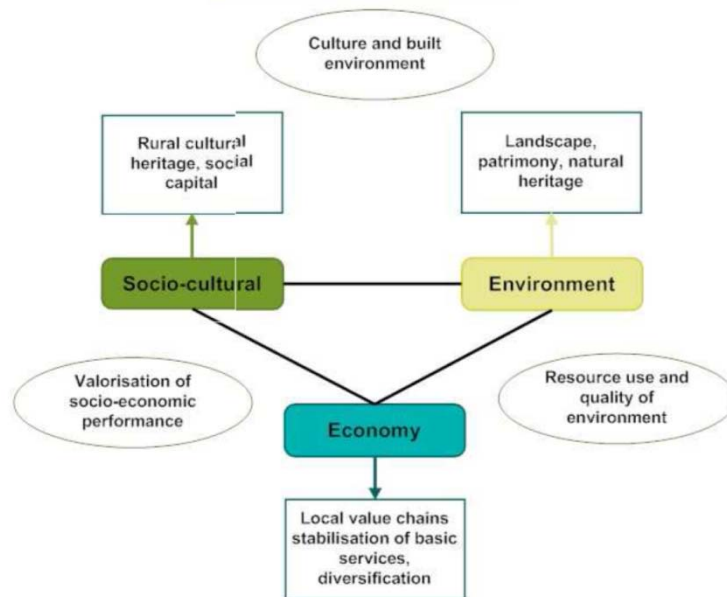 Culture and built
environment
Rural cultural
heritage, social
capital
Landscape,
patrimony, natural
heritage
Socio-cultural
Environment
Valorisation of
socio-economic
performance
Resource use and
quality of
environment
Economy
Local value chains
stabilisation of basic
services,
diversification